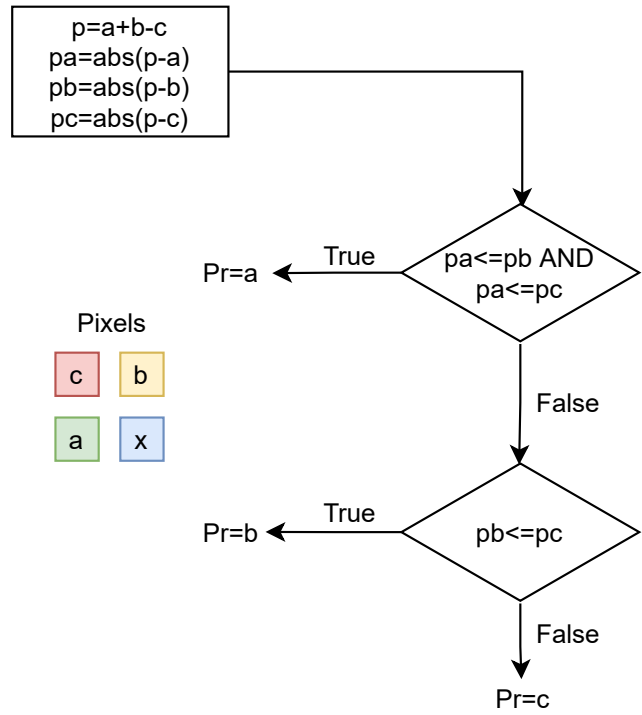 p=a+b-c
pa=abs(p-a)
pb=abs(p-b)
pc=abs(p-c)
True
pa<=pb AND
pa<=pc
Pr=a
Pixels
c b
a x
False
True
pb<=pc
Pr=b
False
Pr=c